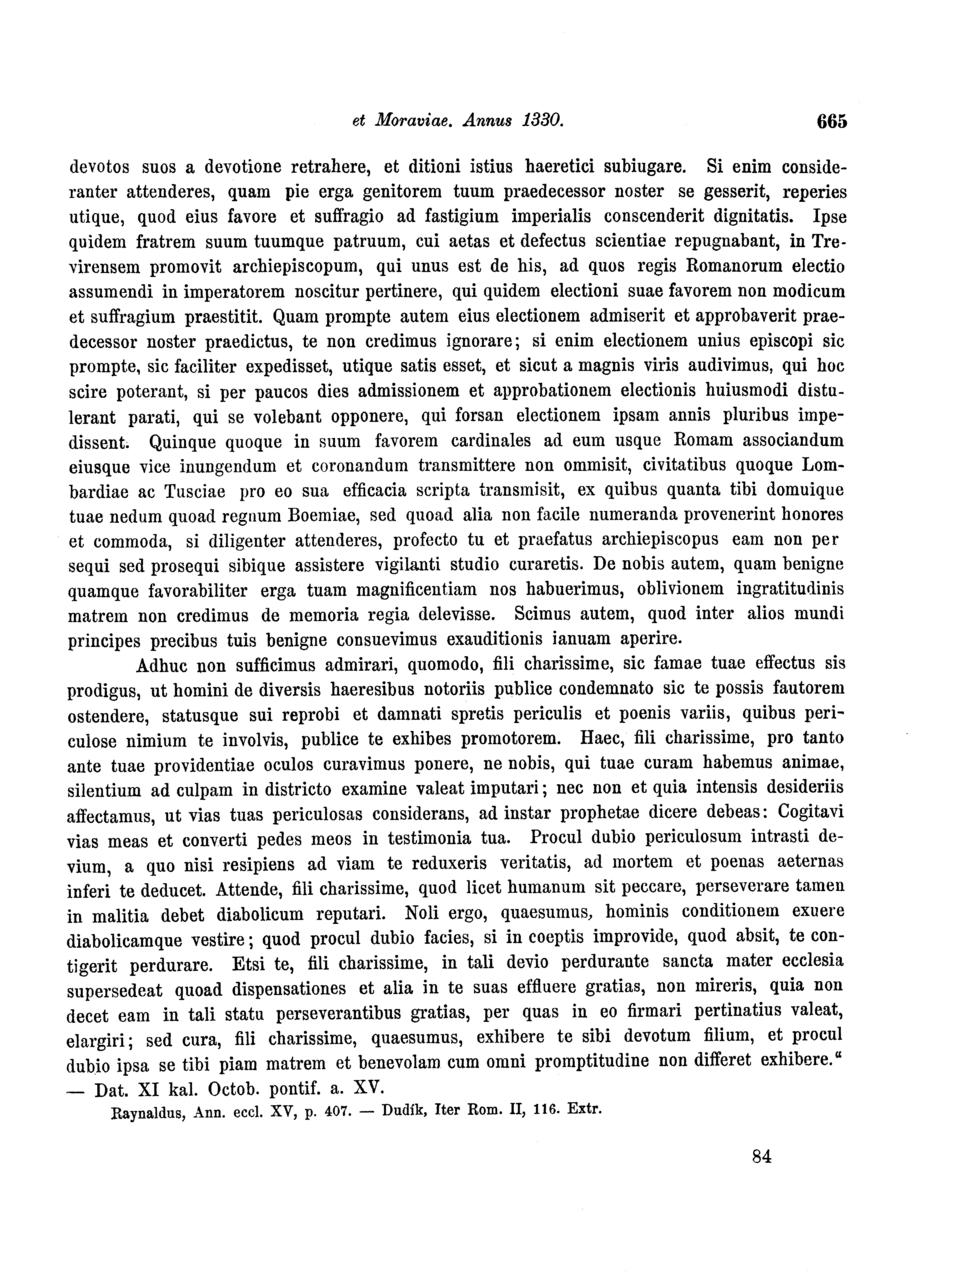 et Moraviae. Annus 1330. 665
devotos suos a devotione retrahere, et ditioni istius haeretici subiugare. Si enim conside-
ranter attenderes, quam pie erga genitorem tuum praedecessor noster se gesserit, reperies
utique, quod eius favore et suffragio ad fastigium imperialis conscenderit dignitatis. Ipse
quidem fratrem suum tuumque patruum, cui aetas et defectus scientiae repugnabant, in Tre-
virensem promovit archiepiscopum, qui unus est de his, ad quos regis Romanorum electio
assumendi in imperatorem noscitur pertinere, qui quidem electioni suae favorem non modicum
et suffragium praestitit. Quam prompte autem eius electionem admiserit et approbaverit prae-
decessor noster praedictus, te non credimus ignorare; si enim electionem unius episcopi sic
prompte, sic faciliter expedisset, utique satis esset, et sicut a magnis viris audivimus, qui hoc
scire poterant, si per paucos dies admissionem et approbationem electionis huiusmodi distu-
lerant parati, qui se volebant opponere, qui forsan electionem ipsam annis pluribus impe-
dissent. Quinque quoque in suum favorem cardinales ad eum usque Romam associandum
eiusque vice inungendum et coronandum transmittere non ommisit, civitatibus quoque Lom-
bardiae ac Tusciae pro eo sua efficacia scripta transmisit, ex quibus quanta tibi domuique
tuae nedum quoad regnum Boemiae, sed quoad alia non facile numeranda provenerint honores
et commoda, si diligenter attenderes, profecto tu et praefatus archiepiscopus eam non per
sequi sed prosequi sibique assistere vigilanti studio curaretis. De nobis autem, quam benigne
quamque favorabiliter erga tuam magnificentiam nos habuerimus, oblivionem ingratitudinis
matrem non credimus de memoria regia delevisse. Scimus autem, quod inter alios mundi
principes precibus tuis benigne consuevimus exauditionis ianuam aperire.
Adhuc non sufficimus admirari, quomodo, fili charissime, sic famae tuae effectus sis
prodigus, ut homini de diversis haeresibus notoriis publice condemnato sic te possis fautorem
ostendere, statusque sui reprobi et damnati spretis periculis et poenis variis, quibus peri-
culose nimium te involvis, publice te exhibes promotorem. Haec, fili charissime, pro tanto
ante tuae providentiae oculos curavimus ponere, ne nobis, qui tuae curam habemus animae,
silentium ad culpam in districto examine valeat imputari; nec non et quia intensis desideriis
affectamus, ut vias tuas periculosas considerans, ad instar prophetae dicere debeas: Cogitavi
vias meas et converti pedes meos in testimonia tua. Procul dubio periculosum intrasti de-
vium, a quo nisi resipiens ad viam te reduxeris veritatis, ad mortem et poenas aeternas
inferi te deducet. Attende, fili charissime, quod licet humanum sit peccare, perseverare tamen
in malitia debet diabolicum reputari. Noli ergo, quaesumus, hominis conditionem exuere
diabolicamque vestire; quod procul dubio facies, si in coeptis improvide, quod absit, te con-
tigerit perdurare. Etsi te, fili charissime, in tali devio perdurante sancta mater ecclesia
supersedeat quoad dispensationes et alia in te suas effluere gratias, non mireris, quia non
decet eam in tali statu perseverantibus gratias, per quas in eo firmari pertinatius valeat,
elargiri; sed cura, fili charissime, quaesumus, exhibere te sibi devotum filium, et procul
dubio ipsa se tibi piam matrem et benevolam cum omni promptitudine non differet exhibere.“
— Dat. XI kal. Octob. pontif. a. XV.
Raynaldus, Ann. eccl. XV, p. 407. — Dudík, Iter Rom. II, 116. Extr.
84